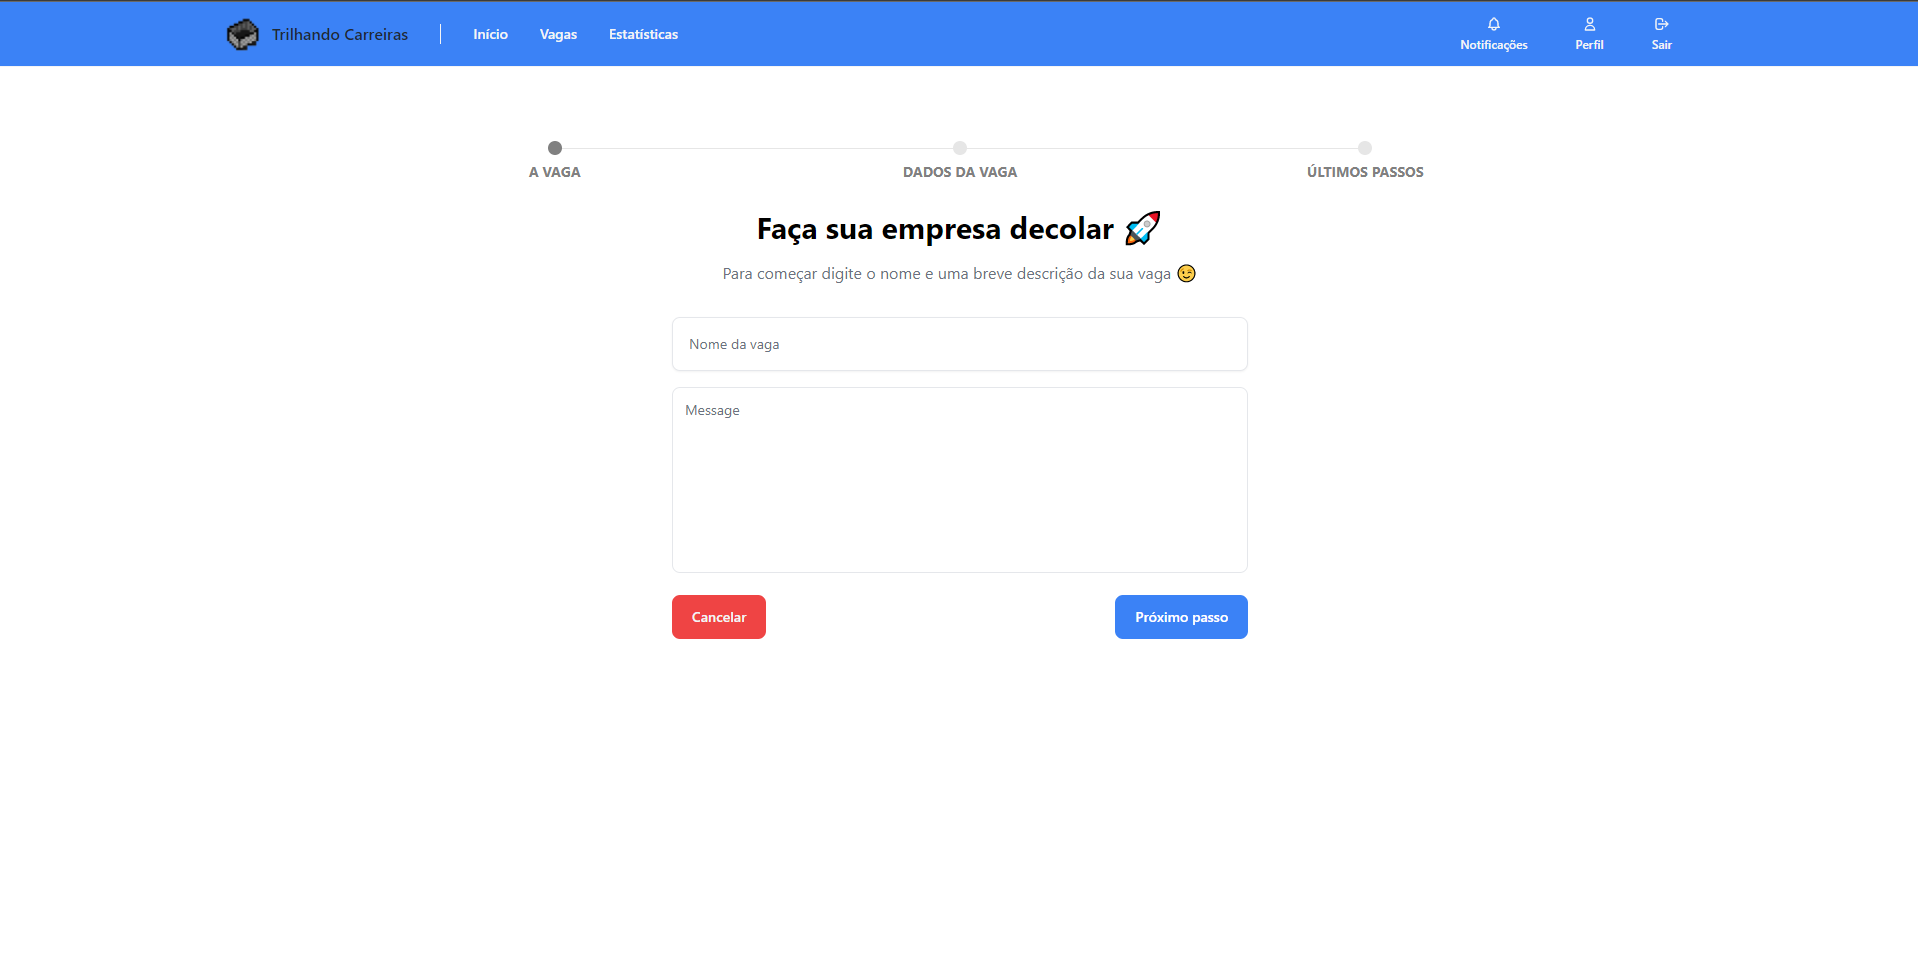 Trilhando Carreiras
Início
Vagas
Estatísticas
Notificações
Perfil
Sair
A VAGA
DADOS DA VAGA
ÚLTIMOS PASSOS
Faça sua empresa decolar 🚀
Para começar digite o nome e uma breve descrição da sua vaga 😉
Nome da vaga
Message
Cancelar
Próximo passo